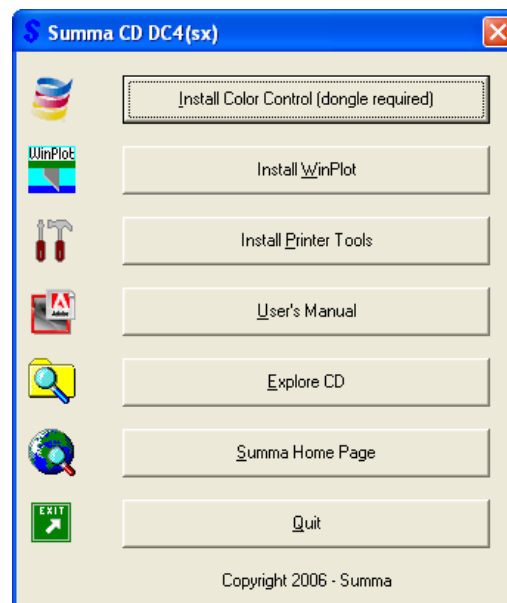 Summa CD DC4(sx)
Install Color Control (dongle required)
WinPlot
Install WinPlot
Install Printer Tools
Adobe
User's Manual
Explore CD
Summa Home Page
EXIT
Quit
Copyright 2006 - Summa